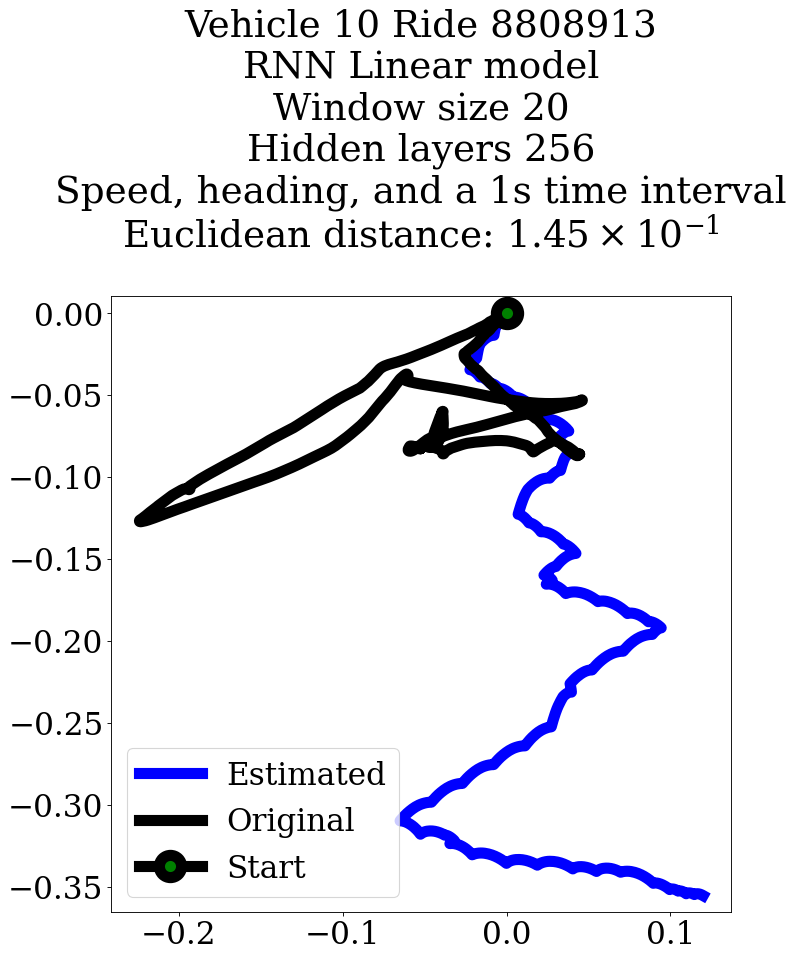 Vehicle 10 Ride 8808913
RNN Linear model
Window size 20
Hidden layers 256
Speed, heading, and a 1s time interval
Euclidean distance: 1.45 × 10⁻¹
0.00
−0.05
−0.10
−0.15
−0.20
−0.25
−0.30
−0.35
Estimated
Original
Start
−0.2 −0.1 0.0 0.1